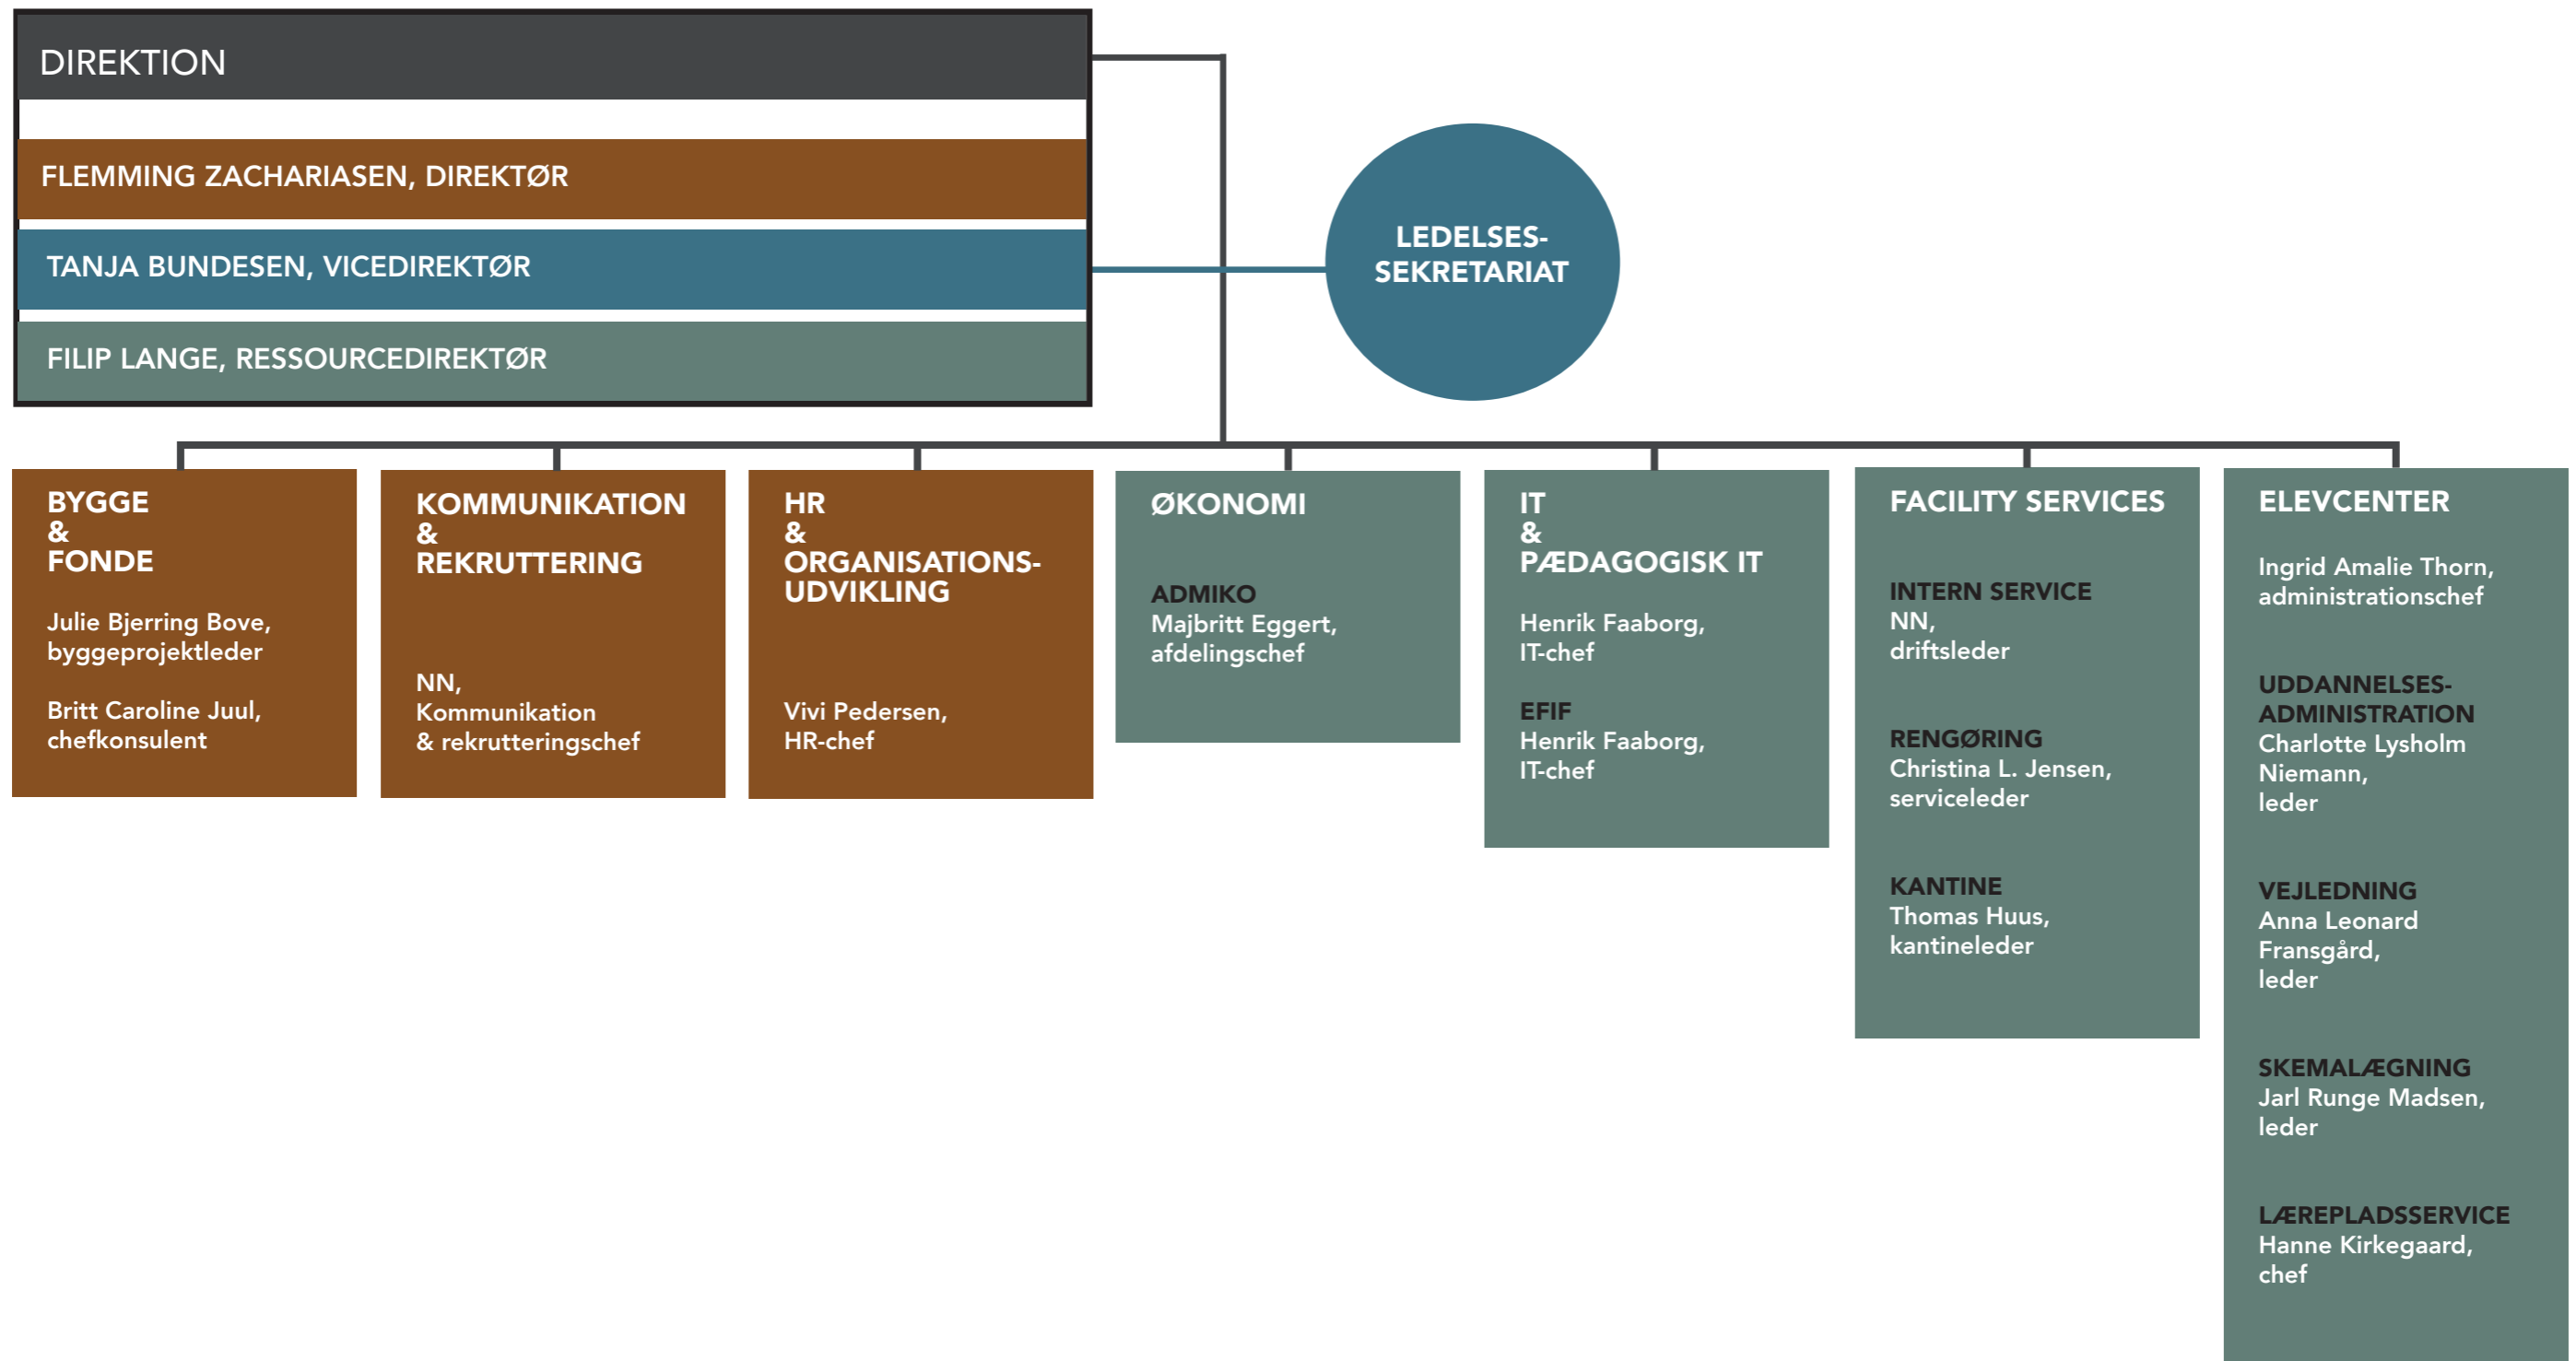 DIREKTION
FLEMMING ZACHARIASEN, DIREKTØR
TANJA BUNDESEN, VICEDIREKTØR
FILIP LANGE, RESSOURCEDIREKTØR
LEDELSES-
SEKRETARIAT
BYGGE
&
FONDE
Julie Bjerring Bove,
byggeprojektleder
Britt Caroline Juul,
chefkonsulent
KOMMUNIKATION
&
REKRUTTERING
NN,
Kommunikation
& rekrutteringschef
HR
&
ORGANISATIONS-
UDVIKLING
Vivi Pedersen,
HR-chef
ØKONOMI
ADMIKO
Majbritt Eggert,
afdelingschef
IT
&
PÆDAGOGISK IT
Henrik Faaborg,
IT-chef
EFIF
Henrik Faaborg,
IT-chef
FACILITY SERVICES
INTERN SERVICE
NN,
driftsleder
RENGØRING
Christina L. Jensen,
serviceleder
KANTINE
Thomas Huus,
kantineleder
ELEVCENTER
Ingrid Amalie Thorn,
administrationschef
UDDANNELSES-
ADMINISTRATION
Charlotte Lysholm
Niemann,
leder
VEJLEDNING
Anna Leonard
Fransgård,
leder
SKEMALÆGNING
Jarl Runge Madsen,
leder
LÆREPLADSSERVICE
Hanne Kirkegaard,
chef